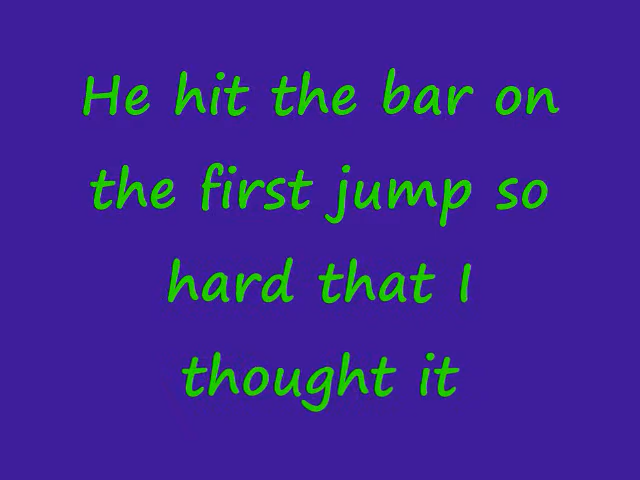 He hit the bar on
the first jump so
hard that I
thought it